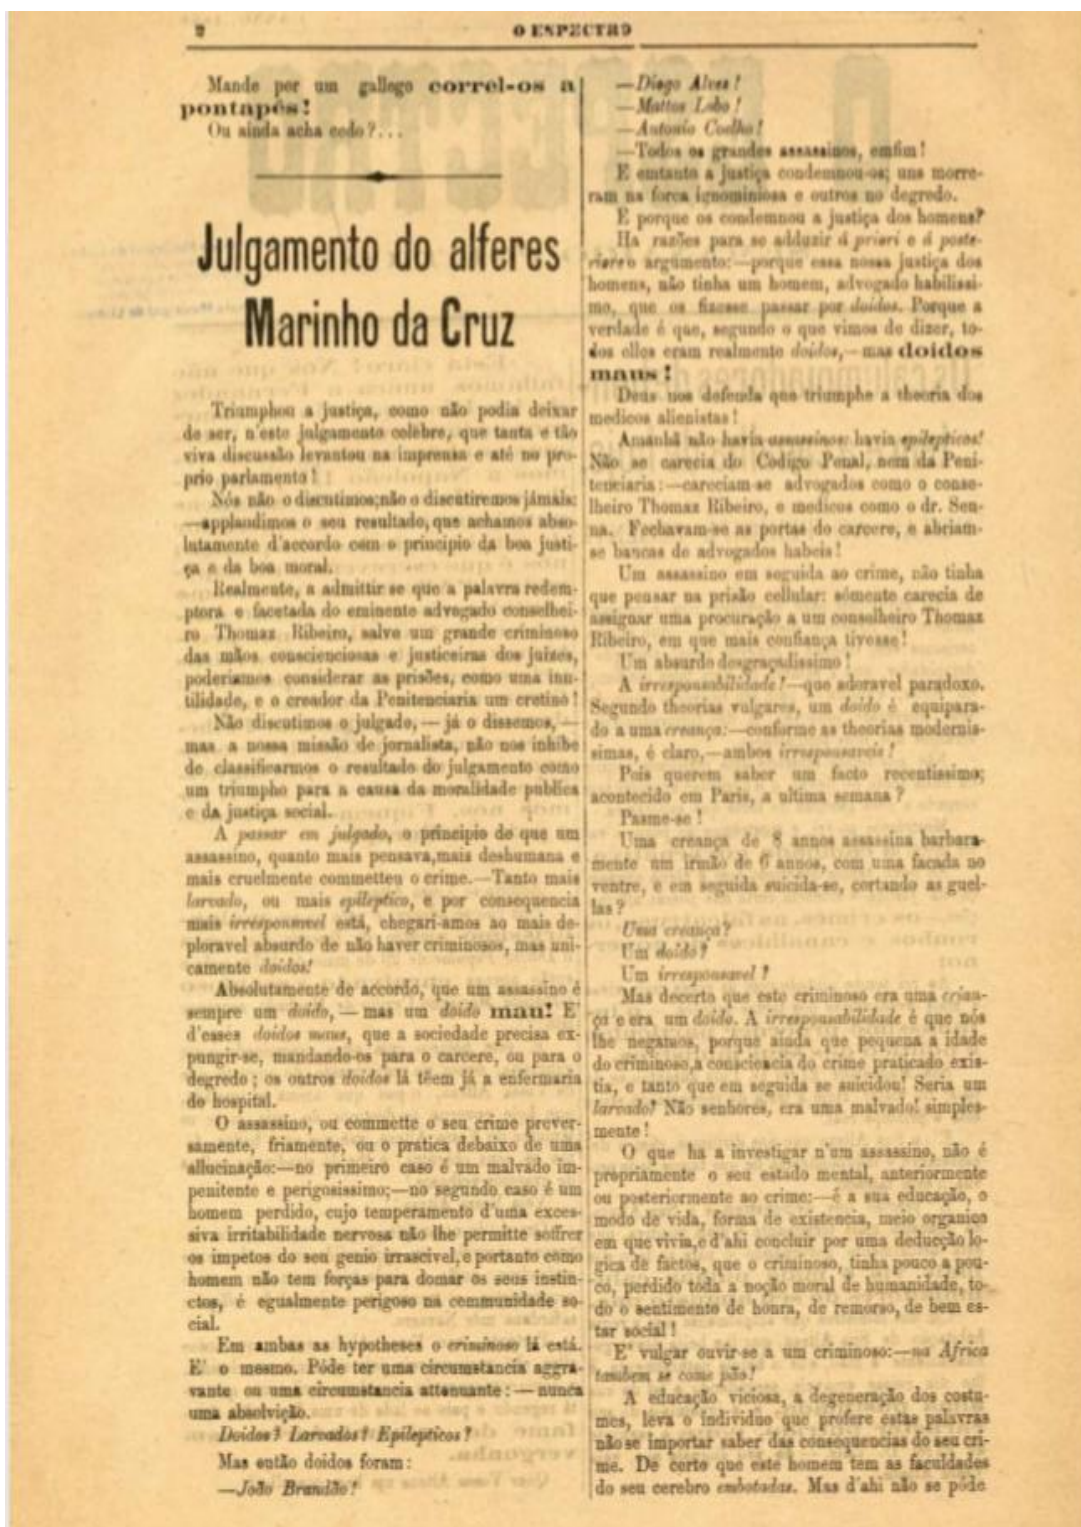 2
O ESPECTRO
Mande por um gallego correl-os a
pontapés!
Ou ainda acha cedo?...
Julgamento do alferes
Marinho da Cruz
Triumphou a justiça, como não podia deixar
de ser, n'este julgamento celebre, que tanta e tão
viva discussão levantou na imprensa e até no pro-
prio parlamento!
Nós não o discutimos; não o discutiremos jámais:
—applaudimos o seu resultado, que achamos abso-
lutamente d'accordo com o principio da boa justi-
ça e da boa moral.
Realmente, a admittir se que a palavra redem-
ptora e facetada do eminente advogado conselhei-
ro Thomaz Ribeiro, salve um grande criminoso
das mãos conscienciosas e justiceiras dos juizes,
poderiamos considerar as prisões, como uma inu-
tilidade, e o creador da Penitenciaria um cretino!
Não discutimos o julgado, — já o dissemos, —
mas a nossa missão de jornalista, não nos inhibe
de classificarmos o resultado do julgamento como
um triumpho para a causa da moralidade publica
e da justiça social.
A passar em julgado, o principio de que um
assassino, quanto mais pensava, mais deshumana e
mais cruelmente commetteu o crime.—Tanto mais
larvado, ou mais epileptico, e por consequencia
mais irresponsavel está, chegari-amos ao mais de-
ploravel absurdo de não haver criminosos, mas uni-
camente doidos!
Absolutamente de accordo, que um assassino é
sempre um doido, — mas um doido mau! E'
d'esses doidos maus, que a sociedade precisa ex-
pungir-se, mandando-os para o carcere, ou para o
degredo; os outros doidos lá têem já a enfermaria
do hospital.
O assassino, ou commette o seu crime prever-
samente, friamente, ou o pratica debaixo de uma
allucinação:—no primeiro caso é um malvado im-
penitente e perigosissimo;—no segundo caso é um
homem perdido, cujo temperamento d'uma exces-
siva irritabilidade nervosa não lhe permitte soffrer
os impetos do seu genio irrascivel, e portanto como
homem não tem forças para domar os seus instin-
ctos, é egualmente perigoso na communidade so-
cial.
Em ambas as hypotheses o criminoso lá está.
E' o mesmo. Póde ter uma circumstancia aggra-
vante ou uma circumstancia attenuante: — nunca
uma absolvição.
Doidos? Larvados? Epilepticos?
Mas então doidos foram:
—João Brandão!
—Diogo Alves!
—Mattos Lobo!
—Antonio Coelho!
—Todos os grandes assassinos, emfim!
E emtanto a justiça condemnou-os; uns morre-
ram na forca ignominiosa e outros no degredo.
E porque os condemnou a justiça dos homens?
Ha razões para se adduzir á priori e á poste-
riore o argumento:—porque essa nossa justiça dos
homens, não tinha um homem, advogado habilissi-
mo, que os fizesse passar por doidos. Porque a
verdade é que, segundo o que vimos de dizer, to-
dos elles eram realmente doidos,—mas doidos
maus!
Deus nos defenda que triumphe a theoria dos
medicos alienistas!
Amanhã não havia assassinos: havia epilepticos!
Não se carecia do Codigo Penal, nem da Peni-
tenciaria:—careciam-se advogados como o conse-
lheiro Thomaz Ribeiro, e medicos como o dr. Sen-
na. Fechavam-se as portas do carcere, e abriam-
se bancas de advogados habeis!
Um assassino em seguida ao crime, não tinha
que pensar na prisão cellular: sómente carecia de
assignar uma procuração a um conselheiro Thomaz
Ribeiro, em que mais confiança tivesse!
Um absurdo desgraçadissimo!
A irresponsabilidade!—que adoravel paradoxo.
Segundo theorias vulgares, um doido é equipara-
do a uma creança:—conforme as theorias modernis-
simas, é claro,—ambos irresponsaveis!
Pois querem saber um facto recentissimo;
acontecido em Paris, a ultima semana?
Pasme-se!
Uma creança de 8 annos assassina barbara-
mente um irmão de 6 annos, com uma facada no
ventre, e em seguida suicida-se, cortando as guel-
las?
Uma creança?
Um doido?
Um irresponsavel?
Mas decerto que este criminoso era uma crian-
ça e era um doido. A irresponsabilidade é que nós
lhe negamos, porque ainda que pequena a idade
do criminoso, a consciencia do crime praticado exis-
tia, e tanto que em seguida se suicidou! Seria um
larvado? Não senhores, era uma malvado! simples-
mente!
O que ha a investigar n'um assassino, não é
propriamente o seu estado mental, anteriormente
ou posteriormente ao crime:—é a sua educação, o
modo de vida, forma de existencia, meio organico
em que vivia, e d'ahi concluir por uma deducção lo-
gica de factos, que o criminoso, tinha pouco a pou-
co, perdido toda a noção moral de humanidade, to-
do o sentimento de honra, de remorso, de bem es-
tar social!
E' vulgar ouvir-se a um criminoso:—na Africa
tambem se come pão!
A educação viciosa, a degeneração dos costu-
mes, leva o individuo que profere estas palavras
não se importar saber das consequencias do seu cri-
me. De certo que este homem tem as faculdades
do seu cerebro embotadas. Mas d'ahi não se póde